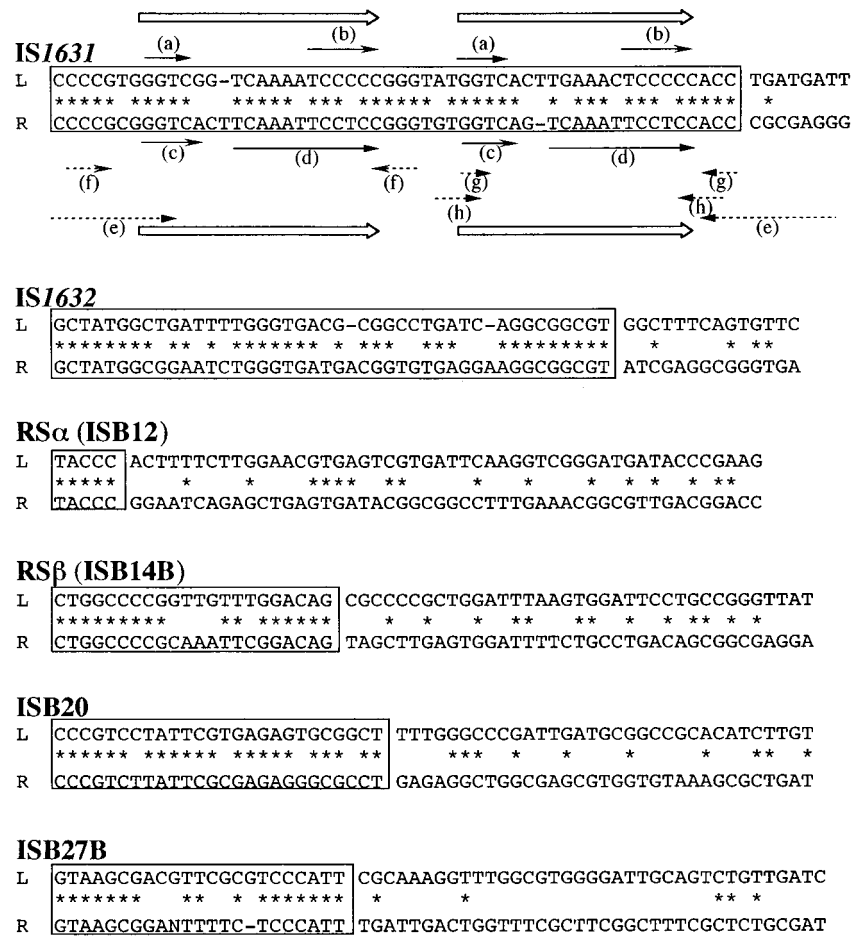 (a) (b) (a) (b)
IS1631
L CCCCGTGGGTCGG-TCAAAATCCCCCGGGTATGGTCACTTGAAACTCCCCCACC TGATGATT
***** ***** ****** *** ******* ****** * *** *** ***** *
R CCCCGCGGGTCACTTCAAATTCCTCCGGGTGTGGTCAG-TCAAATTCCTCCACC CGCGAGGG
(c) (d) (c) (d)
(f) (f) (g) (g)
(h) (h)
(e) (e)
IS1632
L GCTATGGCTGATTTTGGGTGACG-CGGCCTGATC-AGGCGGCGT GGCTTTCAGTGTTC
******** ** * ****** ** *** *** ********* * * **
R GCTATGGCGGAATCTGGGTGATGACGGTGTGAGGAAGGCGGCGT ATCGAGGCGGGTGA
RSα (ISB12)
L TACCC ACTTTTCTTGGAACGTGAGTCGTGATTCAAGGTCGGGATGATACCCGAAG
***** * * **** ** * * * * * * **
R TACCC GGAATCAGAGCTGAGTGATACGGCGGCCTTTGAAACGGCGTTGACGGACC
RSβ (ISB14B)
L CTGGCCCCGGTTGTTTGGACAG CGCCCCCGCTGGATTTAAGTGGATTCCTGCCGGGTTAT
********* ** ****** * * * ** ** * * ** * *
R CTGGCCCCGCAAATTCGGACAG TAGCTTGAGTGGATTTTCTGCCTGACAGCGGCGAGGA
ISB20
L CCCGTCCTATTCGTGAGAGTGCGGCT TTTGGGCCCGATTGATGCGGCCGCACATCTTGT
****** ****** ***** *** ** *** * * * * ** *
R CCCGTCTTATTCGCGAGAGGGCGCCT GAGAGGCTGGCGAGCGTGGTGTAAAGCGCTGAT
ISB27B
L GTAAGCGACGTTCGCGTCCCATT CGCAAAGGTTTGGCGTGGGGATTGCAGTCTGTTGATC
******* ** * ******* * * ** *
R GTAAGCGGANTTTTC-TCCCATT TGATTGACTGGTTTCGCTTCGGCTTTCGCTCTGCGAT